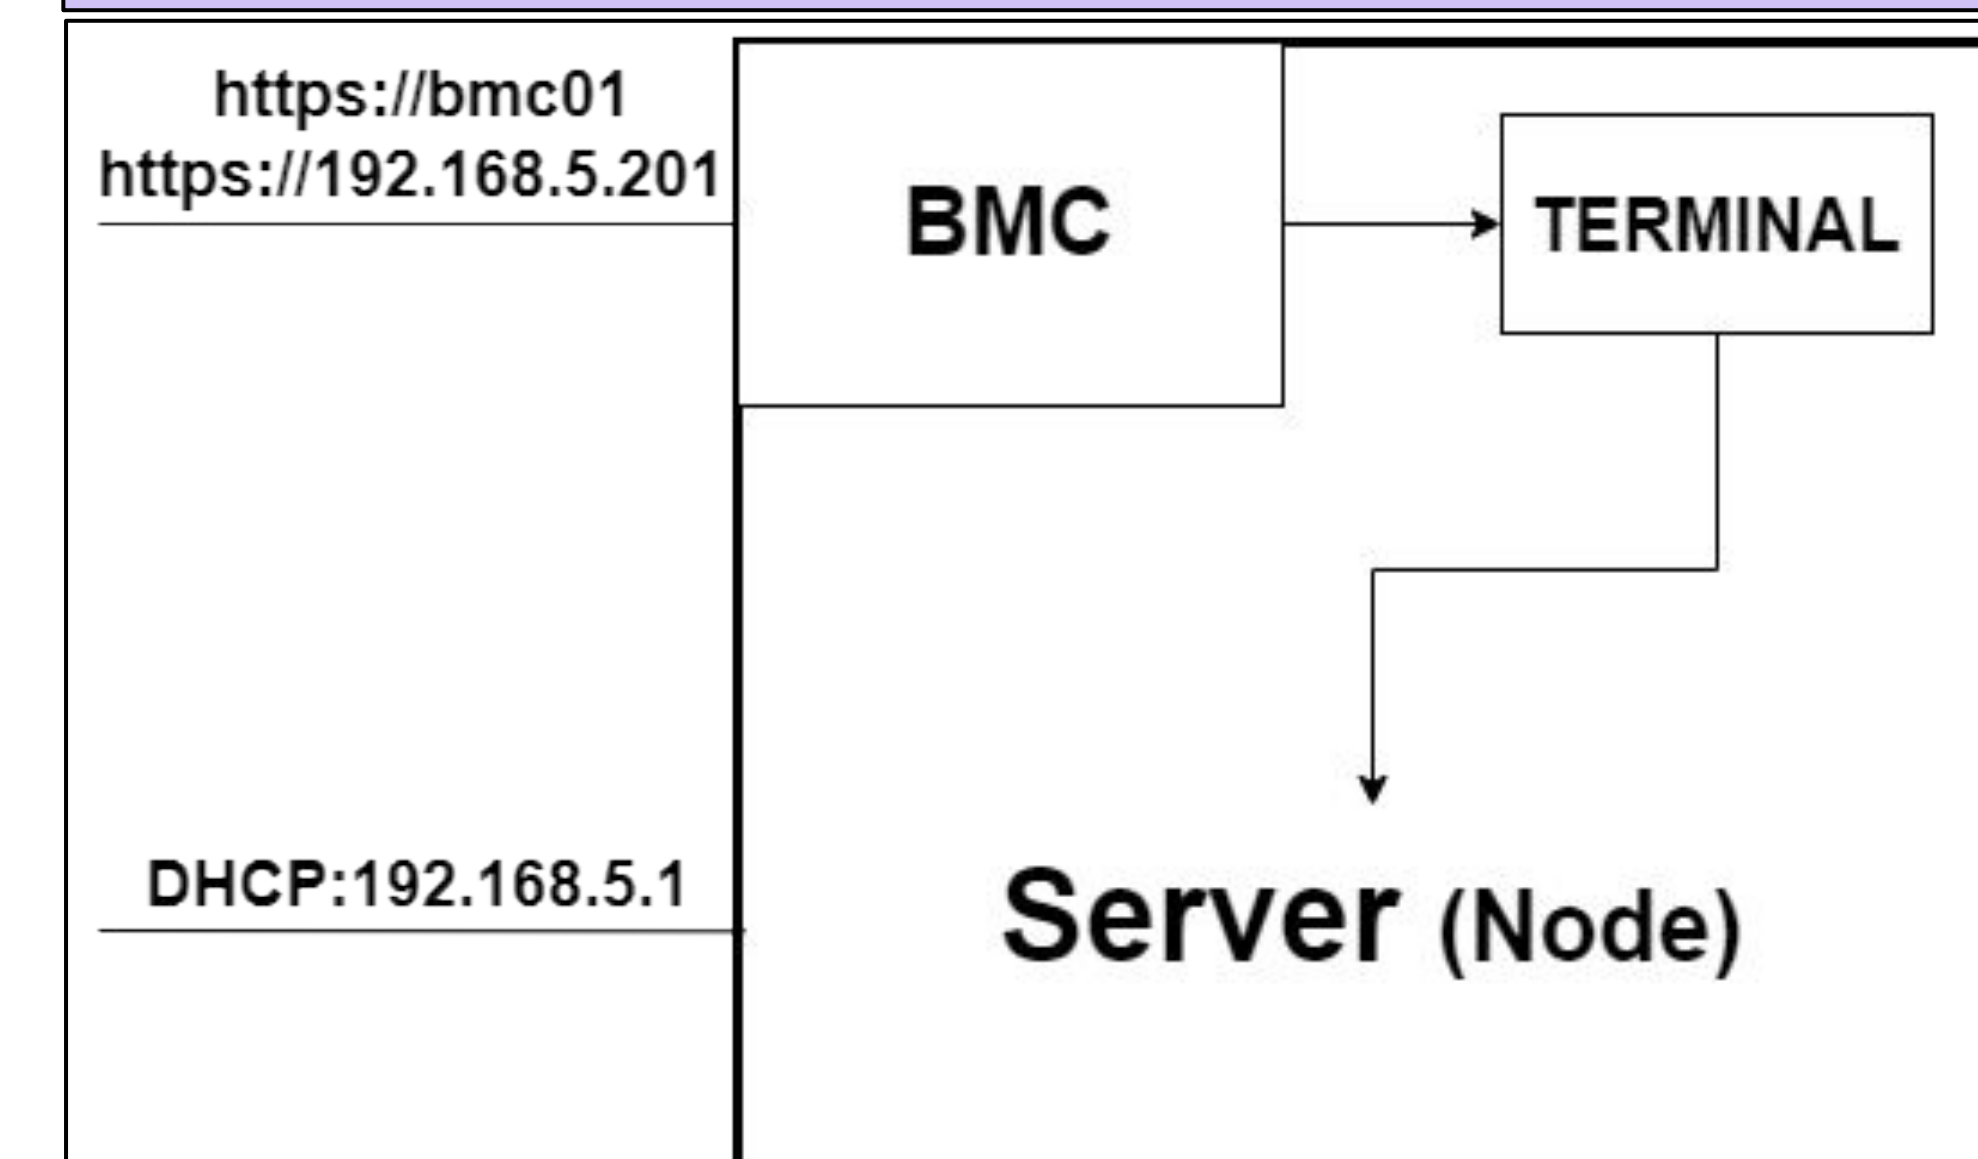 https://bmc01
https://192.168.5.201
BMC
TERMINAL
DHCP:192.168.5.1
Server (Node)